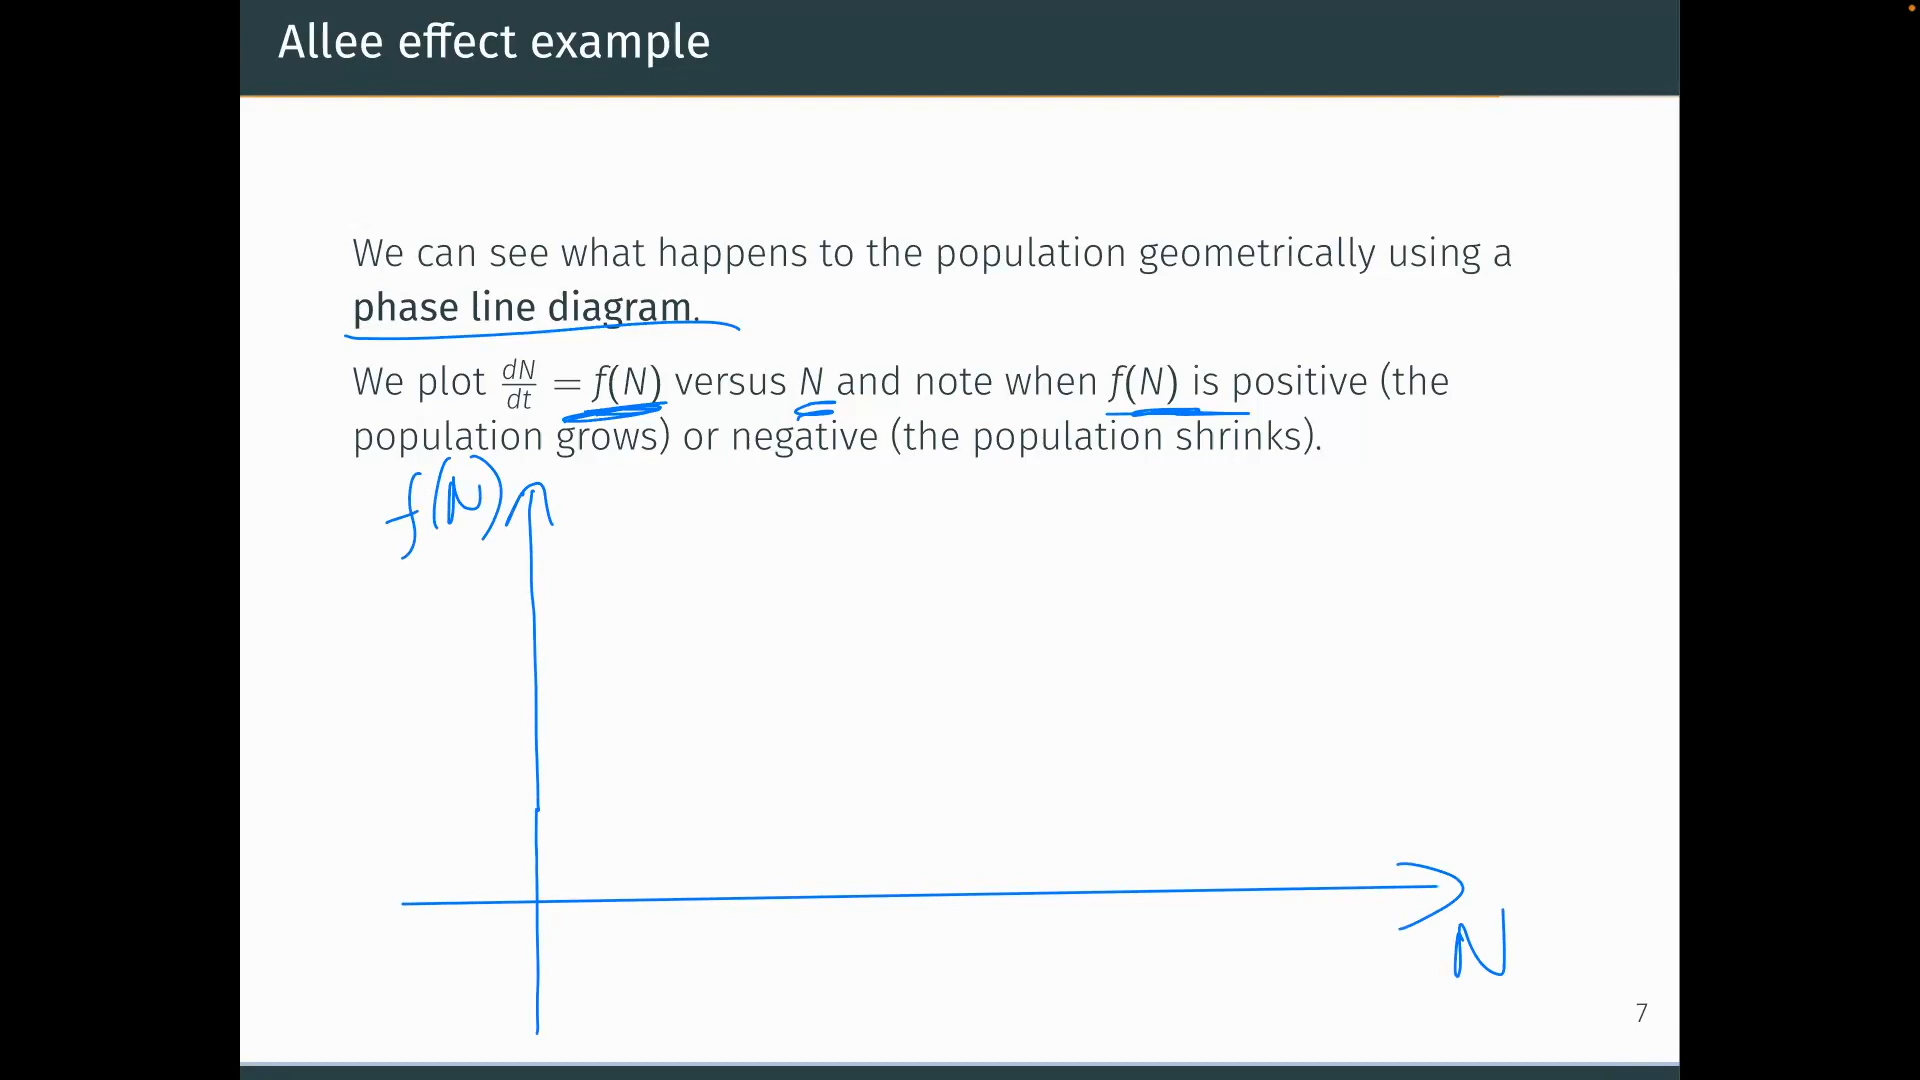 Allee effect example
We can see what happens to the population geometrically using a
phase line diagram.
We plot dN/dt = f(N) versus N and note when f(N) is positive (the
population grows) or negative (the population shrinks).
f(N)
N
7